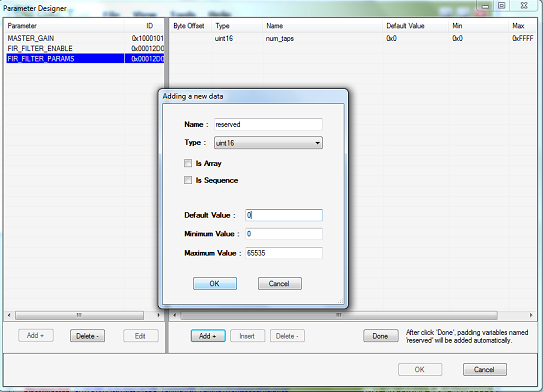 Parameter Designer
Parameter ID Byte Offset Type Name Default Value Min Max
MASTER_GAIN 0x1000101 uint16 num_taps 0x0 0x0 0xFFFF
FIR_FILTER_ENABLE 0x00012D0
FIR_FILTER_PARAMS 0x00012D0
Adding a new data
Name : reserved
Type : uint16
Is Array
Is Sequence
Default Value : 0
Minimum Value : 0
Maximum Value : 65535
OK Cancel
Add + Delete - Edit Add + Insert Delete - Done
After click 'Done', padding variables named
'reserved' will be added automatically.
OK Cancel